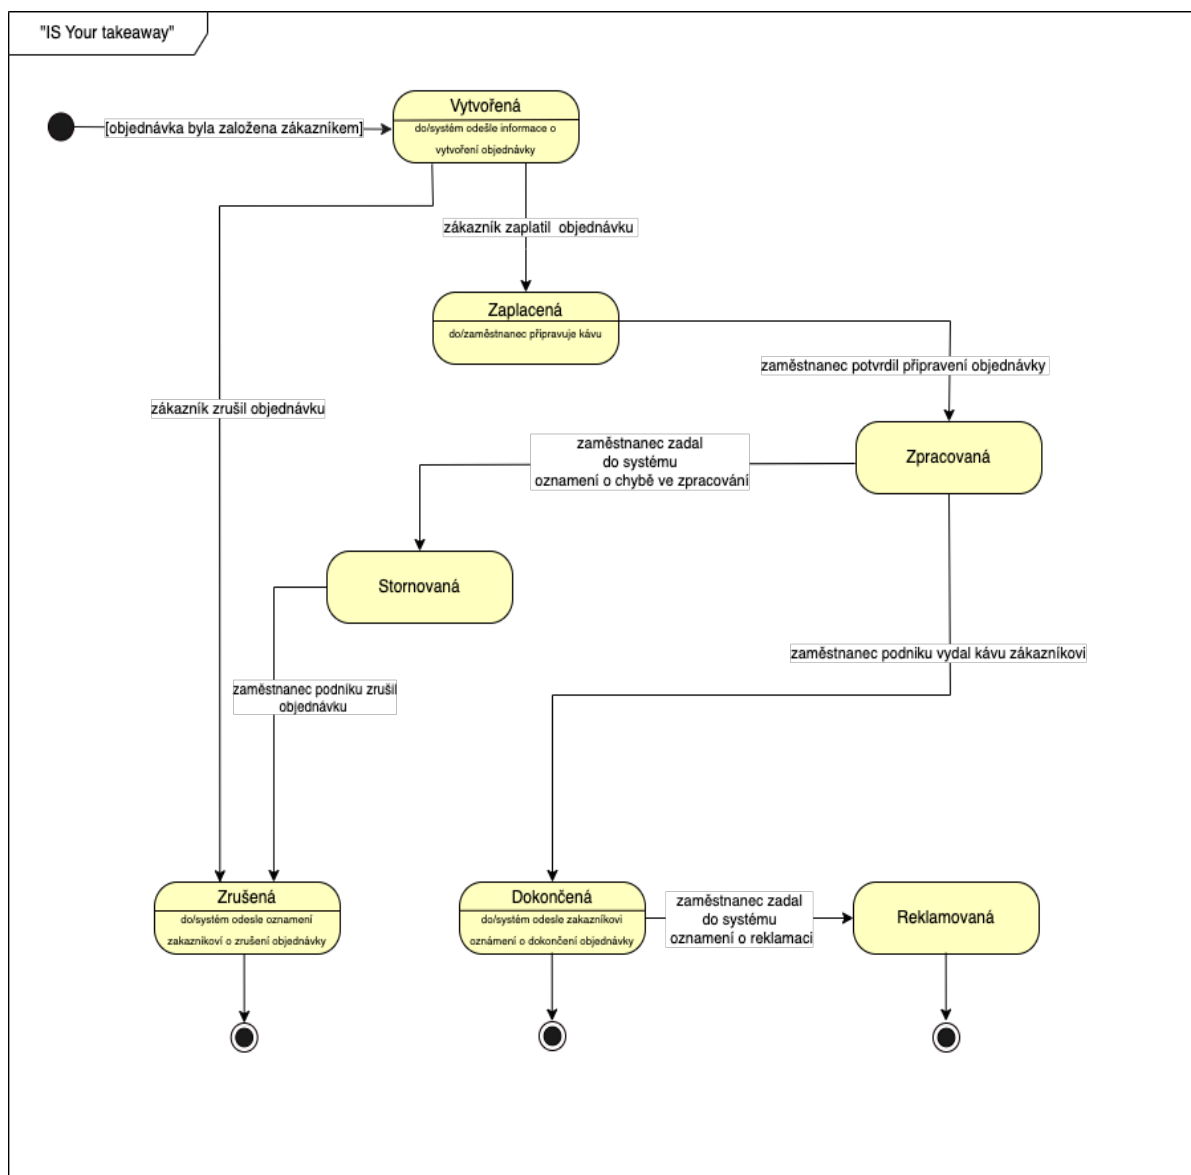 "IS Your takeaway"
Vytvořená
do/systém odešle informace o
vytvoření objednávky
[objednávka byla založena zákazníkem]
zákazník zaplatil objednávku
Zaplacená
do/zaměstnanec připravuje kávu
zaměstnanec potvrdil připravení objednávky
zákazník zrušil objednávku
zaměstnanec zadal
do systému
oznamení o chybě ve zpracování
Zpracovaná
Stornovaná
zaměstnanec podniku vydal kávu zákazníkovi
zaměstnanec podníku zrušil
objednávku
Zrušená
do/systém odesle oznamení
zakaznikoví o zrušení objednávky
Dokončená
do/systém odesle zakazníkovi
oznámení o dokončení objednávky
zaměstnanec zadal
do systému
oznamení o reklamaci
Reklamovaná